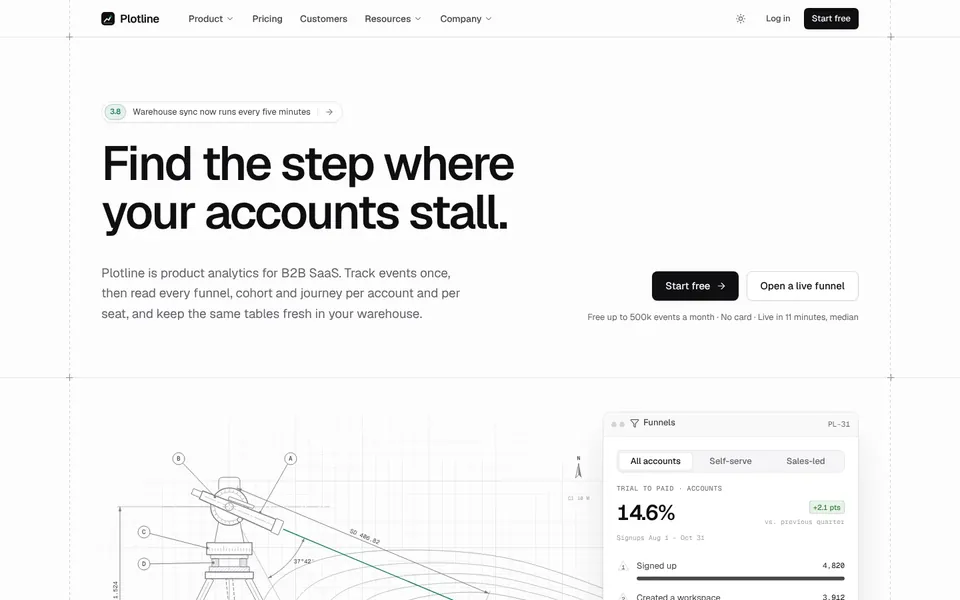 Plotline
Product
Pricing
Customers
Resources
Company
Log in
Start free
3.8 Warehouse sync now runs every five minutes →
Find the step where
your accounts stall.
Plotline is product analytics for B2B SaaS. Track events once,
then read every funnel, cohort and journey per account and per
seat, and keep the same tables fresh in your warehouse.
Start free →
Open a live funnel
Free up to 500k events a month · No card · Live in 11 minutes, median
Funnels
PL-31
All accounts
Self-serve
Sales-led
TRIAL TO PAID · ACCOUNTS
14.6%
+2.1 pts
vs. previous quarter
Signups Aug 1 - Oct 31
1 Signed up 4,820
2 Created a workspace 3,912
B
A
N
C
D
SD 406.82
37°42'
1.524